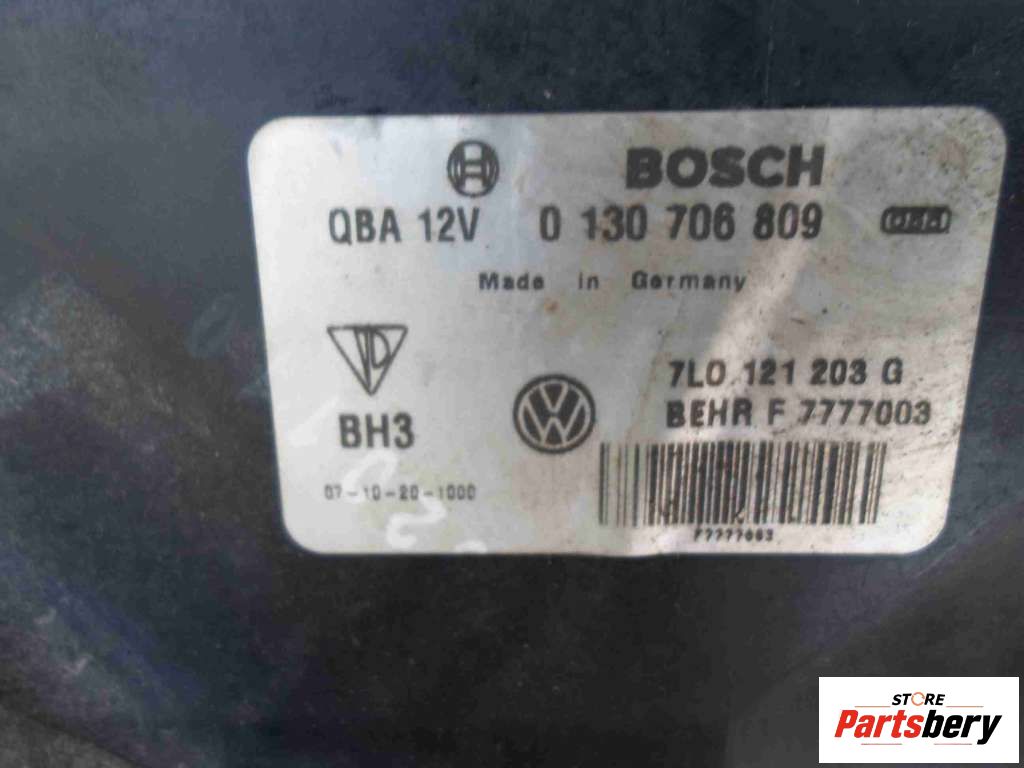 BOSCH
QBA 12V 0 130 706 809
Made in Germany
7L0 121 203 G
BEHR F 7777003
BH3
07-10-20-1000
F7777003
STORE
Partsbery